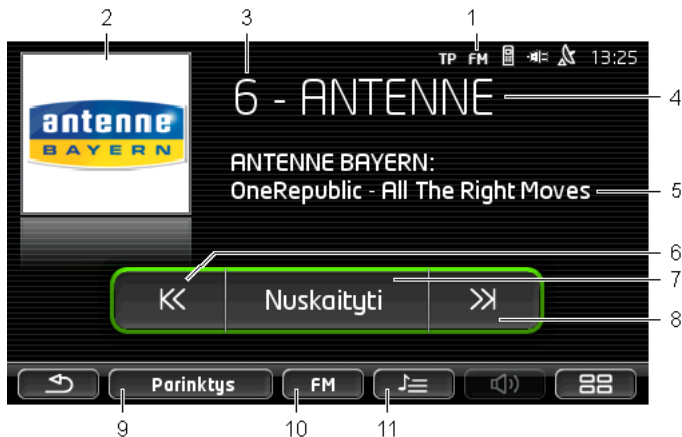 2 3 1
TP FM 13:25
6 - ANTENNE
4
antenne
BAYERN
ANTENNE BAYERN:
OneRepublic - All The Right Moves
5
6
7
Nuskaityti
8
Parinktys FM
9 10 11